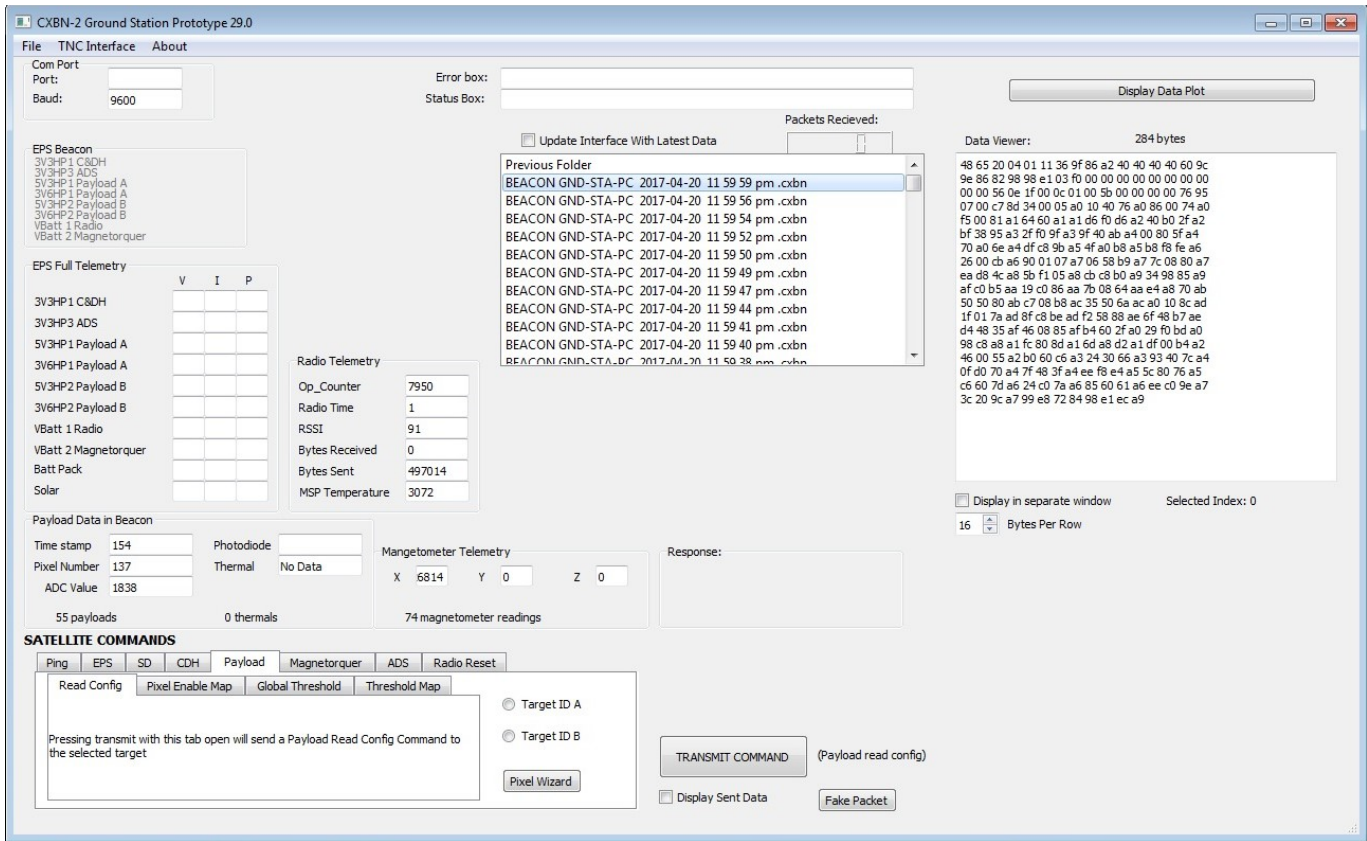 CXBN-2 Ground Station Prototype 29.0
File TNC Interface About
Com Port
Port:
Baud: 9600
Error box:
Status Box:
Display Data Plot
Packets Recieved:
Update Interface With Latest Data
Data Viewer: 284 bytes
EPS Beacon
3V3HP1 C&DH
3V3HP3 ADS
5V3HP1 Payload A
3V6HP1 Payload A
5V3HP2 Payload B
3V6HP2 Payload B
VBatt 1 Radio
VBatt 2 Magnetorquer
Previous Folder
BEACON GND-STA-PC 2017-04-20 11 59 59 pm .cxbn
BEACON GND-STA-PC 2017-04-20 11 59 56 pm .cxbn
BEACON GND-STA-PC 2017-04-20 11 59 54 pm .cxbn
BEACON GND-STA-PC 2017-04-20 11 59 52 pm .cxbn
BEACON GND-STA-PC 2017-04-20 11 59 50 pm .cxbn
BEACON GND-STA-PC 2017-04-20 11 59 49 pm .cxbn
BEACON GND-STA-PC 2017-04-20 11 59 47 pm .cxbn
BEACON GND-STA-PC 2017-04-20 11 59 44 pm .cxbn
BEACON GND-STA-PC 2017-04-20 11 59 41 pm .cxbn
BEACON GND-STA-PC 2017-04-20 11 59 40 pm .cxbn
BEACON GND-STA-PC 2017-04-20 11 59 38 pm .cxbn
48 65 20 04 01 11 36 9f 86 a2 40 40 40 40 60 9c
9e 86 82 98 98 e1 03 f0 00 00 00 00 00 00 00 00
00 00 56 0e 1f 00 0c 01 00 5b 00 00 00 00 76 95
07 00 c7 8d 34 00 05 a0 10 40 76 a0 86 00 74 a0
f5 00 81 a1 64 60 a1 a1 d6 f0 d6 a2 40 b0 2f a2
bf 38 95 a3 2f f0 9f a3 9f 40 ab a4 00 80 5f a4
70 a0 6e a4 df c8 9b a5 4f a0 b8 a5 b8 f8 fe a6
26 00 cb a6 90 01 07 a7 06 58 b9 a7 7c 08 80 a7
ea d8 4c a8 5b f1 05 a8 cb c8 b0 a9 34 98 85 a9
af c0 b5 aa 19 c0 86 aa 7b 08 64 aa e4 a8 70 ab
50 50 80 ab c7 08 b8 ac 35 50 6a ac a0 10 8c ad
1f 01 7a ad 8f c8 be ad f2 58 88 ae 6f 48 b7 ae
d4 48 35 af 46 08 85 af b4 60 2f a0 29 f0 bd a0
98 c8 a8 a1 fc 80 8d a1 6d a8 d2 a1 df 00 b4 a2
46 00 55 a2 b0 60 c6 a3 24 30 66 a3 93 40 7c a4
0f d0 70 a4 7f 48 3f a4 ee f8 e4 a5 5c 80 76 a5
c6 60 7d a6 24 c0 7a a6 85 60 61 a6 ee c0 9e a7
3c 20 9c a7 99 e8 72 84 98 e1 ec a9
EPS Full Telemetry
V I P
3V3HP1 C&DH
3V3HP3 ADS
5V3HP1 Payload A
3V6HP1 Payload A
5V3HP2 Payload B
3V6HP2 Payload B
VBatt 1 Radio
VBatt 2 Magnetorquer
Batt Pack
Solar
Radio Telemetry
Op_Counter 7950
Radio Time 1
RSSI 91
Bytes Received 0
Bytes Sent 497014
MSP Temperature 3072
Display in separate window Selected Index: 0
16 Bytes Per Row
Payload Data in Beacon
Time stamp 154 Photodiode
Pixel Number 137 Thermal No Data
ADC Value 1838
55 payloads 0 thermals
Mangetometer Telemetry
X 6814 Y 0 Z 0
74 magnetometer readings
Response:
SATELLITE COMMANDS
Ping EPS SD CDH Payload Magnetorquer ADS Radio Reset
Read Config Pixel Enable Map Global Threshold Threshold Map
Pressing transmit with this tab open will send a Payload Read Config Command to
the selected target
Target ID A
Target ID B
Pixel Wizard
TRANSMIT COMMAND (Payload read config)
Display Sent Data Fake Packet